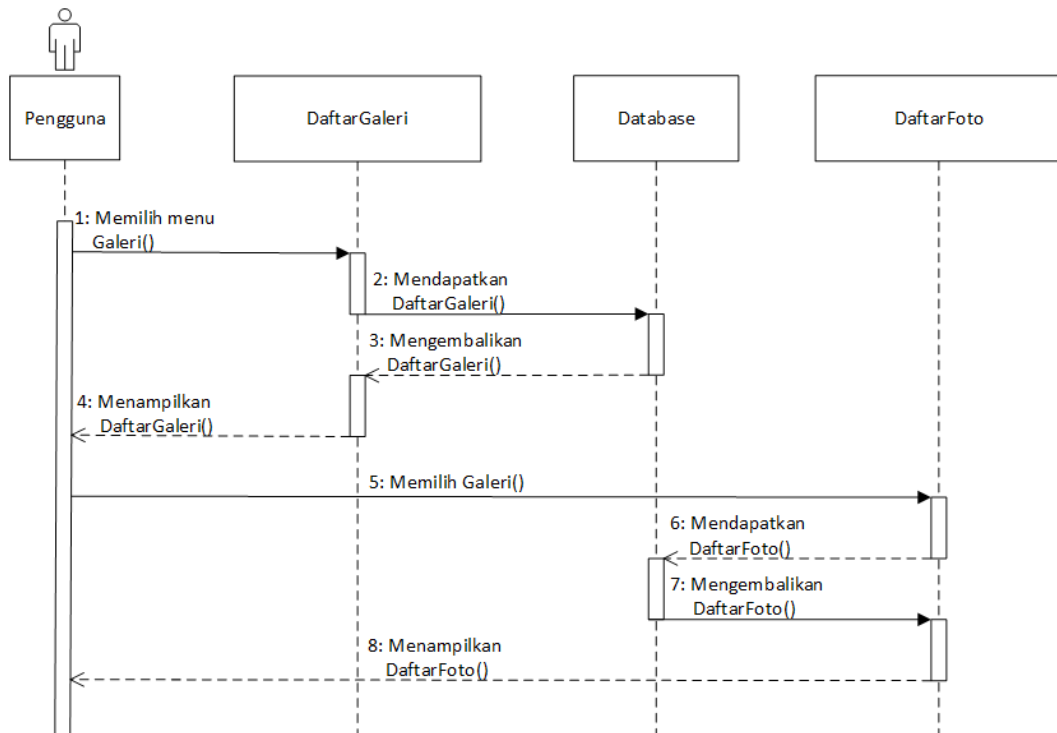 Pengguna
DaftarGaleri
Database
DaftarFoto
1: Memilih menu
Galeri()
2: Mendapatkan
DaftarGaleri()
3: Mengembalikan
DaftarGaleri()
4: Menampilkan
DaftarGaleri()
5: Memilih Galeri()
6: Mendapatkan
DaftarFoto()
7: Mengembalikan
DaftarFoto()
8: Menampilkan
DaftarFoto()